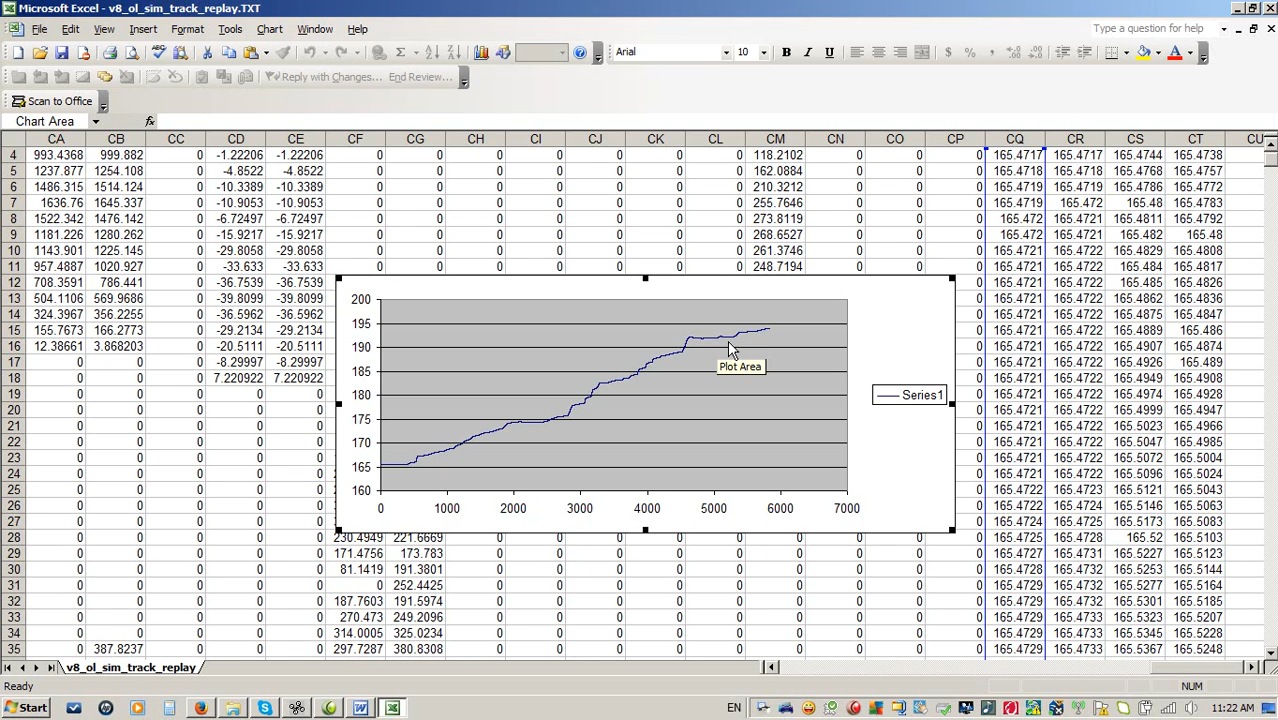 Microsoft Excel - v8_ol_sim_track_replay.TXT
File Edit View Insert Format Tools Chart Window Help Type a question for help
Arial 10 B I U $ %
Reply with Changes... End Review...
Scan to Office
Chart Area fx
CA CB CC CD CE CF CG CH CI CJ CK CL CM CN CO CP CQ CR CS CT CU
4 993.4368 999.882 0 -1.22206 -1.22206 0 0 0 0 0 0 0 118.2102 0 0 0 165.4717 165.4717 165.4744 165.4738
5 1237.877 1254.108 0 -4.8522 -4.8522 0 0 0 0 0 0 0 162.0884 0 0 0 165.4718 165.4718 165.4768 165.4757
6 1486.315 1514.124 0 -10.3389 -10.3389 0 0 0 0 0 0 0 210.3212 0 0 0 165.4719 165.4719 165.4786 165.4772
7 1636.76 1645.337 0 -10.9053 -10.9053 0 0 0 0 0 0 0 255.7646 0 0 0 165.4719 165.472 165.48 165.4783
8 1522.342 1476.142 0 -6.72497 -6.72497 0 0 0 0 0 0 0 273.8119 0 0 0 165.472 165.4721 165.4811 165.4792
9 1181.226 1280.262 0 -15.9217 -15.9217 0 0 0 0 0 0 0 268.6527 0 0 0 165.472 165.4721 165.482 165.48
10 1143.901 1225.145 0 -29.8058 -29.8058 0 0 0 0 0 0 0 261.3746 0 0 0 165.4721 165.4722 165.4829 165.4808
11 957.4887 1020.927 0 -33.633 -33.633 0 0 0 0 0 0 0 248.7194 0 0 0 165.4721 165.4722 165.484 165.4817
12 708.3591 786.441 0 -36.7539 -36.7539 0 165.4721 165.4722 165.485 165.4826
13 504.1106 569.9686 0 -39.8099 -39.8099 0 165.4721 165.4722 165.4862 165.4836
14 324.3967 356.2255 0 -36.5962 -36.5962 0 165.4721 165.4722 165.4875 165.4847
15 155.7673 166.2773 0 -29.2134 -29.2134 0 165.4721 165.4722 165.4889 165.486
16 12.38661 3.868203 0 -20.5111 -20.5111 0 165.4721 165.4722 165.4907 165.4874
17 0 0 0 -8.29997 -8.29997 0 165.4721 165.4722 165.4926 165.489
18 0 0 0 7.220922 7.220922 0 165.4721 165.4722 165.4949 165.4908
19 0 0 0 0 0 0 165.4721 165.4722 165.4974 165.4928
20 0 0 0 0 0 0 165.4721 165.4722 165.4999 165.4947
21 0 0 0 0 0 0 165.4721 165.4722 165.5023 165.4966
22 0 0 0 0 0 0 165.4721 165.4722 165.5047 165.4985
23 0 0 0 0 0 165.4721 165.4722 165.5072 165.5004
24 0 0 0 0 0 165.4721 165.4722 165.5096 165.5024
25 0 0 0 0 0 165.4722 165.4723 165.5121 165.5043
26 0 0 0 0 0 165.4722 165.4724 165.5146 165.5063
27 0 0 0 0 0 165.4724 165.4725 165.5173 165.5083
28 0 0 0 0 0 230.4949 221.6669 0 0 0 0 0 0 0 0 0 165.4725 165.4728 165.52 165.5103
29 0 0 0 0 0 171.4756 173.783 0 0 0 0 0 0 0 0 0 165.4727 165.4731 165.5227 165.5123
30 0 0 0 0 0 81.1419 191.3801 0 0 0 0 0 0 0 0 0 165.4728 165.4732 165.5253 165.5144
31 0 0 0 0 0 0 252.4425 0 0 0 0 0 0 0 0 0 165.4729 165.4732 165.5277 165.5164
32 0 0 0 0 0 187.7603 191.5974 0 0 0 0 0 0 0 0 0 165.4729 165.4732 165.5301 165.5185
33 0 0 0 0 0 270.473 249.2096 0 0 0 0 0 0 0 0 0 165.4729 165.4732 165.5323 165.5207
34 0 0 0 0 0 314.0005 325.0234 0 0 0 0 0 0 0 0 0 165.4729 165.4733 165.5345 165.5228
35 0 387.8237 0 0 0 297.7287 380.8308 0 0 0 0 0 0 0 0 0 165.4729 165.4733 165.5367 165.5248
200
195
190
185
180
175
170
165
160
0 1000 2000 3000 4000 5000 6000 7000
Plot Area
Series1
v8_ol_sim_track_replay
Ready NUM
Start EN 11:22 AM